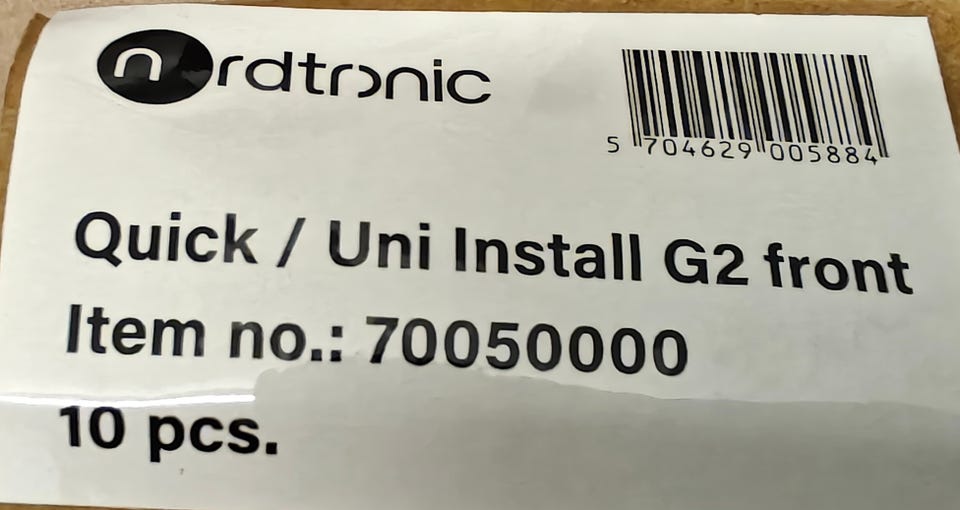 nordtronic
5 704629 005884
Quick / Uni Install G2 front
Item no.: 70050000
10 pcs.